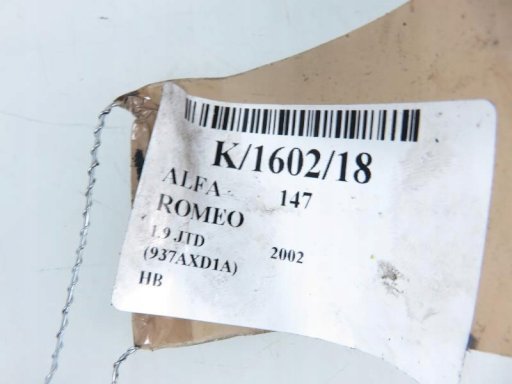 K/1602/18
ALFA 147
ROMEO
1.9 JTD 2002
(937AXD1A)
HB